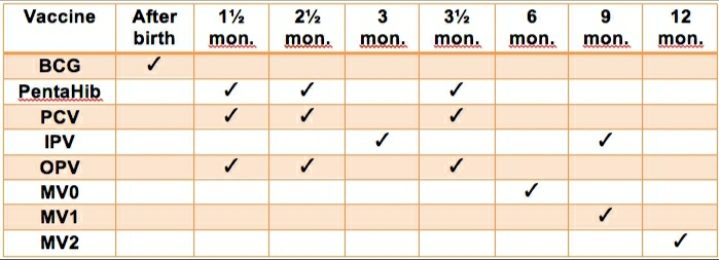 Vaccine After birth 1½ mon. 2½ mon. 3 mon. 3½ mon. 6 mon. 9 mon. 12 mon.
BCG ✓
PentaHib ✓ ✓ ✓
PCV ✓ ✓ ✓
IPV ✓ ✓
OPV ✓ ✓ ✓
MV0 ✓
MV1 ✓
MV2 ✓